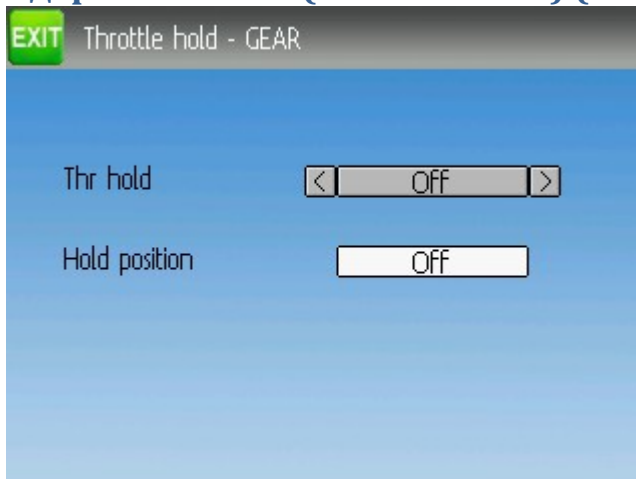 EXIT Throttle hold - GEAR
Thr hold < Off >
Hold position Off